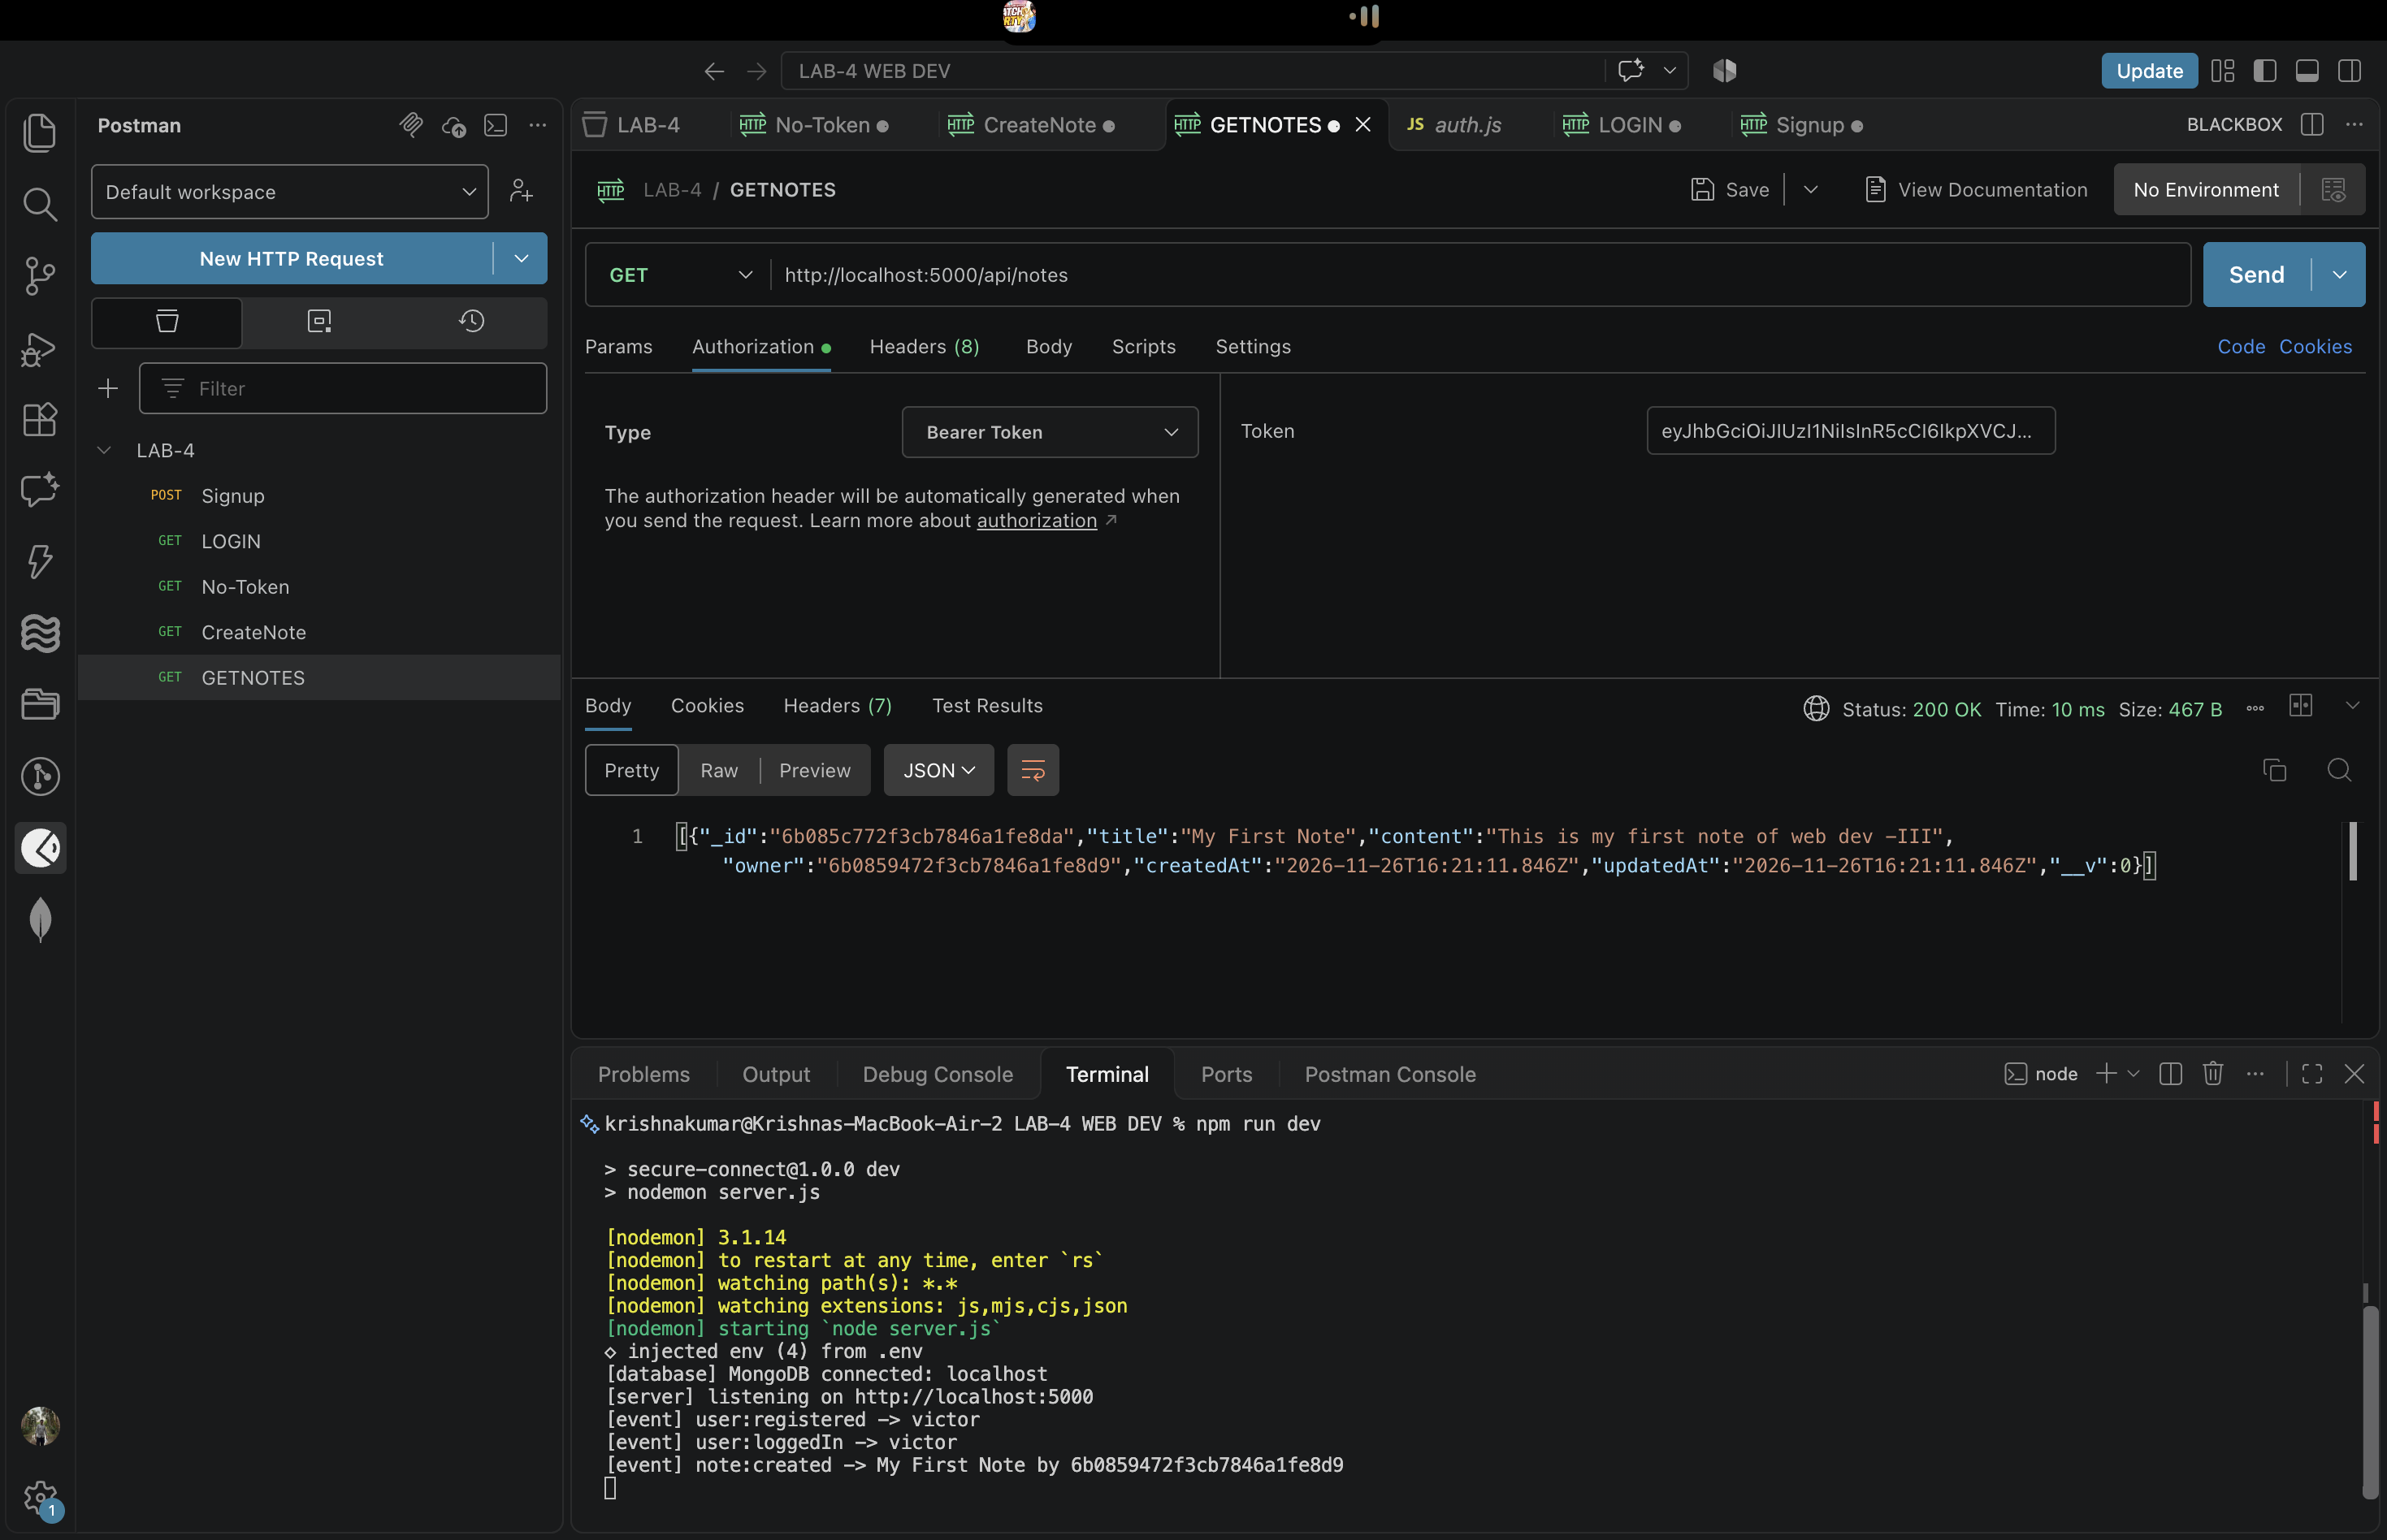 LAB-4 WEB DEV
Update
Postman
LAB-4
HTTP No-Token
HTTP CreateNote
HTTP GETNOTES
JS auth.js
HTTP LOGIN
HTTP Signup
BLACKBOX
Default workspace
New HTTP Request
Filter
LAB-4
POST Signup
GET LOGIN
GET No-Token
GET CreateNote
GET GETNOTES
HTTP LAB-4 / GETNOTES
Save
View Documentation
No Environment
GET http://localhost:5000/api/notes
Send
Params Authorization Headers (8) Body Scripts Settings
Code Cookies
Type
Bearer Token
The authorization header will be automatically generated when
you send the request. Learn more about authorization ↗
Token
eyJhbGciOiJIUzI1NiIsInR5cCI6IkpXVCJ...
Body Cookies Headers (7) Test Results
Status: 200 OK Time: 10 ms Size: 467 B
Pretty Raw Preview JSON
1 [{"_id":"6b085c772f3cb7846a1fe8da","title":"My First Note","content":"This is my first note of web dev -III",
"owner":"6b0859472f3cb7846a1fe8d9","createdAt":"2026-11-26T16:21:11.846Z","updatedAt":"2026-11-26T16:21:11.846Z","__v":0}]
Problems Output Debug Console Terminal Ports Postman Console
node
krishnakumar@Krishnas-MacBook-Air-2 LAB-4 WEB DEV % npm run dev
> secure-connect@1.0.0 dev
> nodemon server.js
[nodemon] 3.1.14
[nodemon] to restart at any time, enter `rs`
[nodemon] watching path(s): *.*
[nodemon] watching extensions: js,mjs,cjs,json
[nodemon] starting `node server.js`
◇ injected env (4) from .env
[database] MongoDB connected: localhost
[server] listening on http://localhost:5000
[event] user:registered -> victor
[event] user:loggedIn -> victor
[event] note:created -> My First Note by 6b0859472f3cb7846a1fe8d9
1